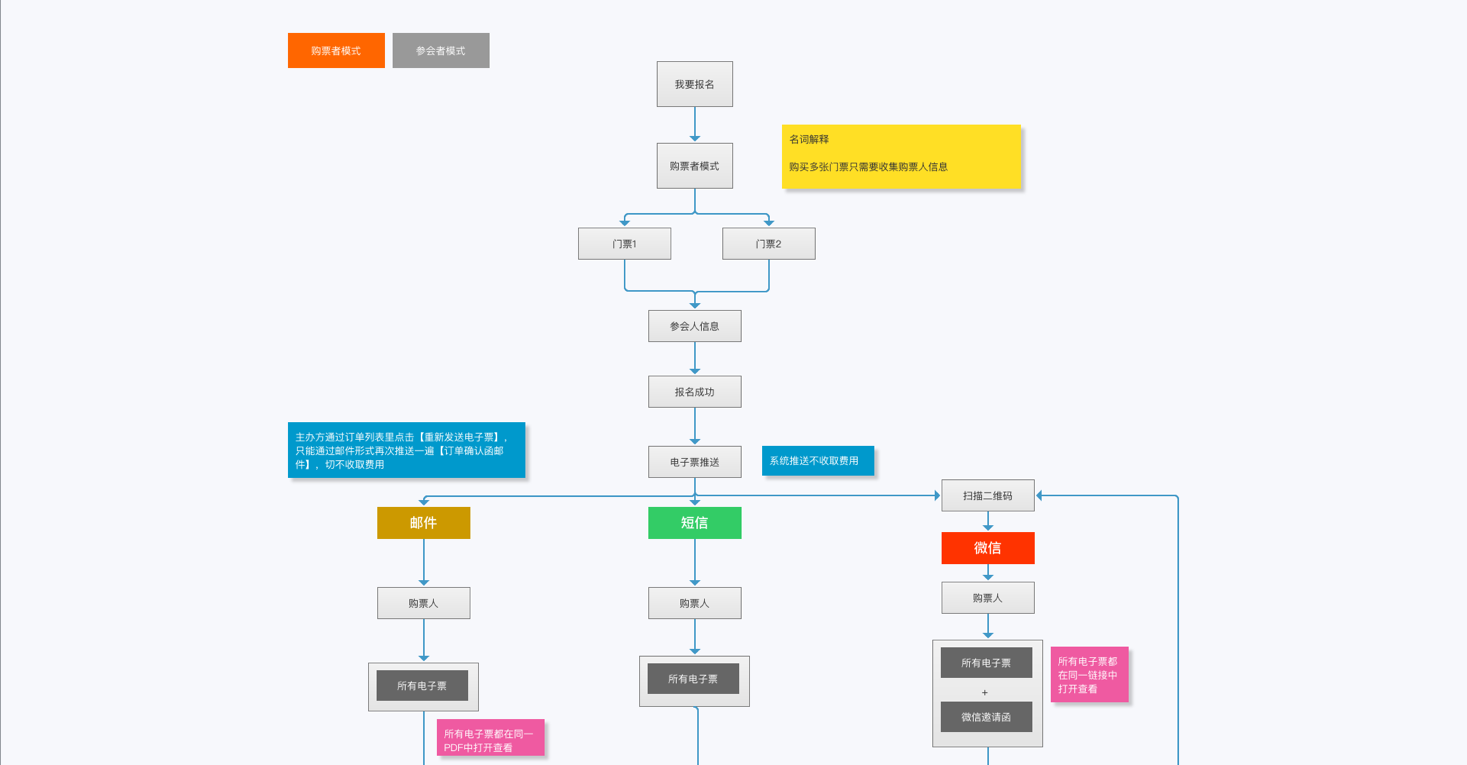 购票者模式
参会者模式
我要报名
购票者模式
名词解释
购买多张门票只需要收集购票人信息
门票1
门票2
参会人信息
报名成功
主办方通过订单列表里点击【重新发送电子票】，
只能通过邮件形式再次推送一遍【订单确认函邮
件】，切不收取费用
电子票推送
系统推送不收取费用
扫描二维码
邮件
短信
微信
购票人
购票人
购票人
所有电子票
所有电子票
所有电子票
+
微信邀请函
所有电子票都
在同一链接中
打开查看
所有电子票都在同一
PDF中打开查看